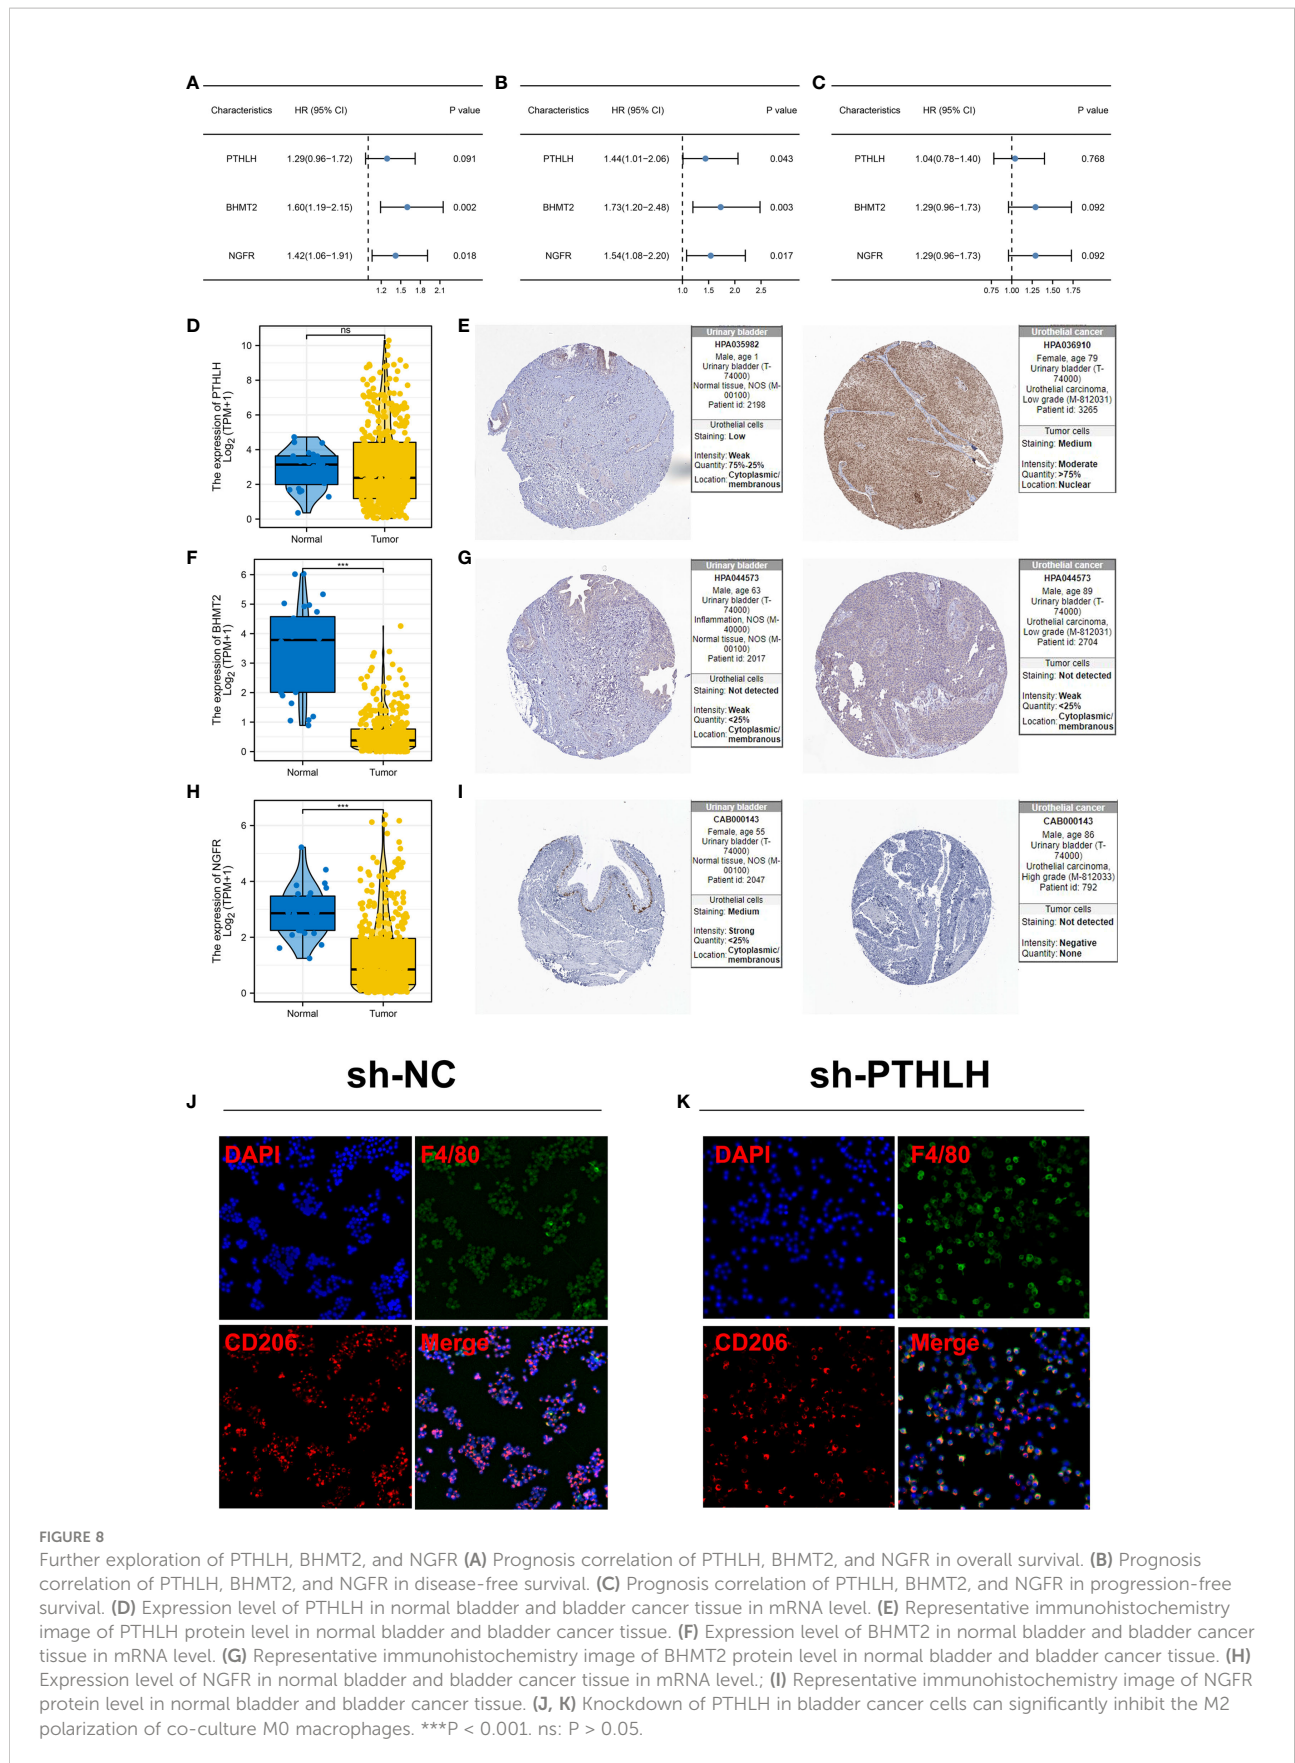 A
Characteristics HR (95% CI) P value
PTHLH 1.29(0.96−1.72) 0.091
BHMT2 1.60(1.19−2.15) 0.002
NGFR 1.42(1.06−1.91) 0.018
1.2 1.5 1.8 2.1
B
Characteristics HR (95% CI) P value
PTHLH 1.44(1.01−2.06) 0.043
BHMT2 1.73(1.20−2.48) 0.003
NGFR 1.54(1.08−2.20) 0.017
1.0 1.5 2.0 2.5
C
Characteristics HR (95% CI) P value
PTHLH 1.04(0.78−1.40) 0.768
BHMT2 1.29(0.96−1.73) 0.092
NGFR 1.29(0.96−1.73) 0.092
0.75 1.00 1.25 1.50 1.75
D
The expression of PTHLH
Log2 (TPM+1)
ns
10
8
6
4
2
0
Normal Tumor
E
Urinary bladder
HPA035982
Male, age 1
Urinary bladder (T-
74000)
Normal tissue, NOS (M-
00100)
Patient id: 2198
Urothelial cells
Staining: Low
Intensity: Weak
Quantity: 75%-25%
Location: Cytoplasmic/
membranous
Urothelial cancer
HPA036910
Female, age 79
Urinary bladder (T-
74000)
Urothelial carcinoma,
Low grade (M-812031)
Patient id: 3265
Tumor cells
Staining: Medium
Intensity: Moderate
Quantity: >75%
Location: Nuclear
F
The expression of BHMT2
Log2 (TPM+1)
***
6
5
4
3
2
1
0
Normal Tumor
G
Urinary bladder
HPA044573
Male, age 63
Urinary bladder (T-
74000)
Inflammation, NOS (M-
40000)
Normal tissue, NOS (M-
00100)
Patient id: 2017
Urothelial cells
Staining: Not detected
Intensity: Weak
Quantity: <25%
Location: Cytoplasmic/
membranous
Urothelial cancer
HPA044573
Male, age 89
Urinary bladder (T-
74000)
Urothelial carcinoma,
Low grade (M-812031)
Patient id: 2704
Tumor cells
Staining: Not detected
Intensity: Weak
Quantity: <25%
Location: Cytoplasmic/
membranous
H
The expression of NGFR
Log2 (TPM+1)
***
6
4
2
0
Normal Tumor
I
Urinary bladder
CAB000143
Female, age 55
Urinary bladder (T-
74000)
Normal tissue, NOS (M-
00100)
Patient id: 2047
Urothelial cells
Staining: Medium
Intensity: Strong
Quantity: <25%
Location: Cytoplasmic/
membranous
Urothelial cancer
CAB000143
Male, age 86
Urinary bladder (T-
74000)
Urothelial carcinoma,
High grade (M-812033)
Patient id: 792
Tumor cells
Staining: Not detected
Intensity: Negative
Quantity: None
sh-NC
J
DAPI F4/80
CD206 Merge
sh-PTHLH
K
DAPI F4/80
CD206 Merge
FIGURE 8
Further exploration of PTHLH, BHMT2, and NGFR (A) Prognosis correlation of PTHLH, BHMT2, and NGFR in overall survival. (B) Prognosis
correlation of PTHLH, BHMT2, and NGFR in disease-free survival. (C) Prognosis correlation of PTHLH, BHMT2, and NGFR in progression-free
survival. (D) Expression level of PTHLH in normal bladder and bladder cancer tissue in mRNA level. (E) Representative immunohistochemistry
image of PTHLH protein level in normal bladder and bladder cancer tissue. (F) Expression level of BHMT2 in normal bladder and bladder cancer
tissue in mRNA level. (G) Representative immunohistochemistry image of BHMT2 protein level in normal bladder and bladder cancer tissue. (H)
Expression level of NGFR in normal bladder and bladder cancer tissue in mRNA level.; (I) Representative immunohistochemistry image of NGFR
protein level in normal bladder and bladder cancer tissue. (J, K) Knockdown of PTHLH in bladder cancer cells can significantly inhibit the M2
polarization of co-culture M0 macrophages. ***P < 0.001. ns: P > 0.05.